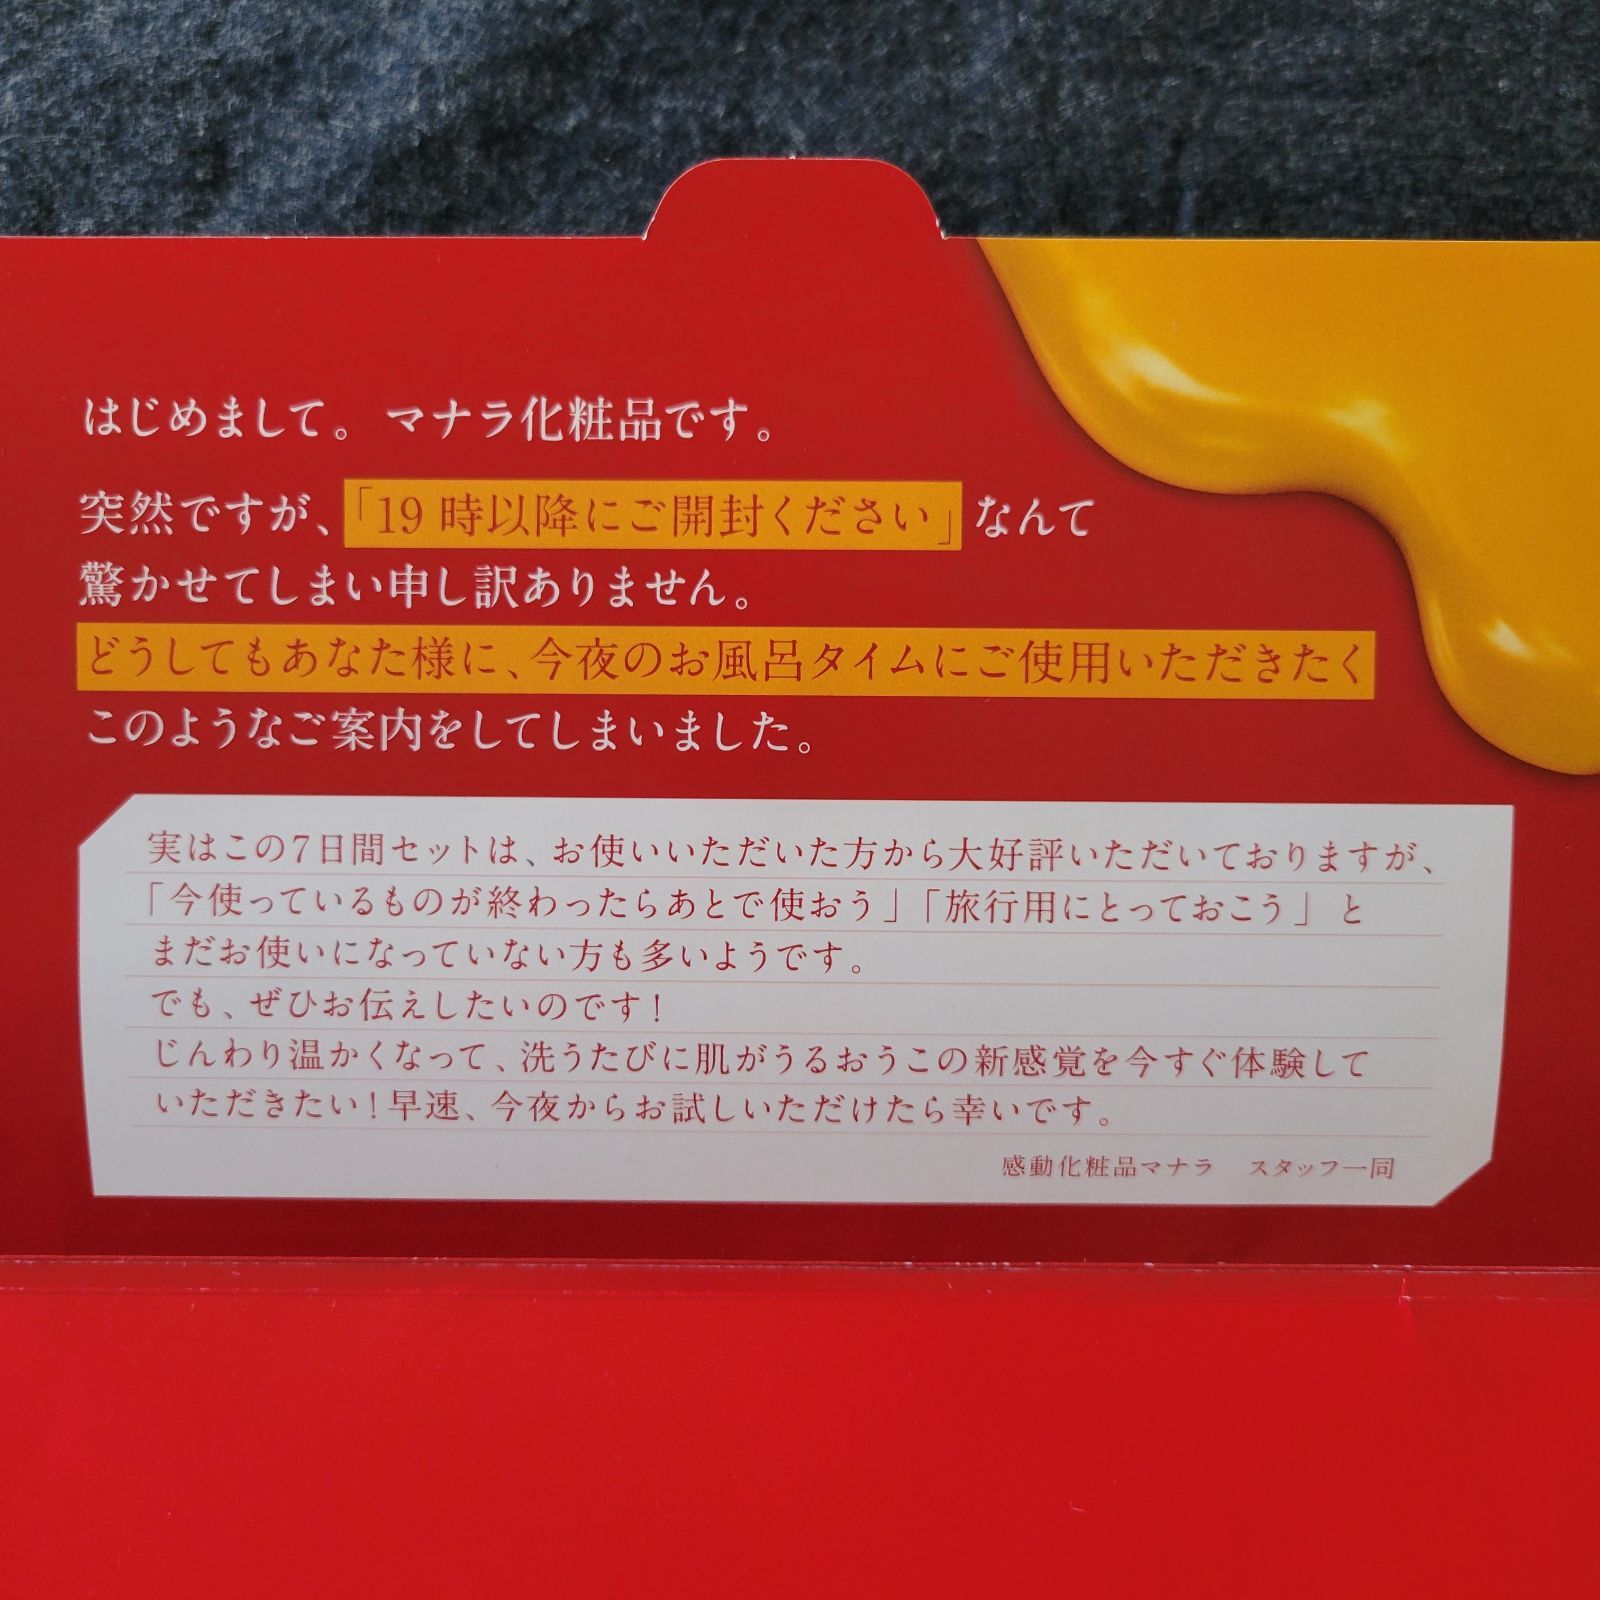 はじめまして。マナラ化粧品です。
突然ですが、「19時以降にご開封ください」なんて
驚かせてしまい申し訳ありません。
どうしてもあなた様に、今夜のお風呂タイムにご使用いただきたく
このようなご案内をしてしまいました。
実はこの7日間セットは、お使いいただいた方から大好評いただいておりますが、
「今使っているものが終わったらあとで使おう」「旅行用にとっておこう」と
まだお使いになっていない方も多いようです。
でも、ぜひお伝えしたいのです！
じんわり温かくなって、洗うたびに肌がうるおうこの新感覚を今すぐ体験して
いただきたい！早速、今夜からお試しいただけたら幸いです。
感動化粧品マナラ　スタッフ一同